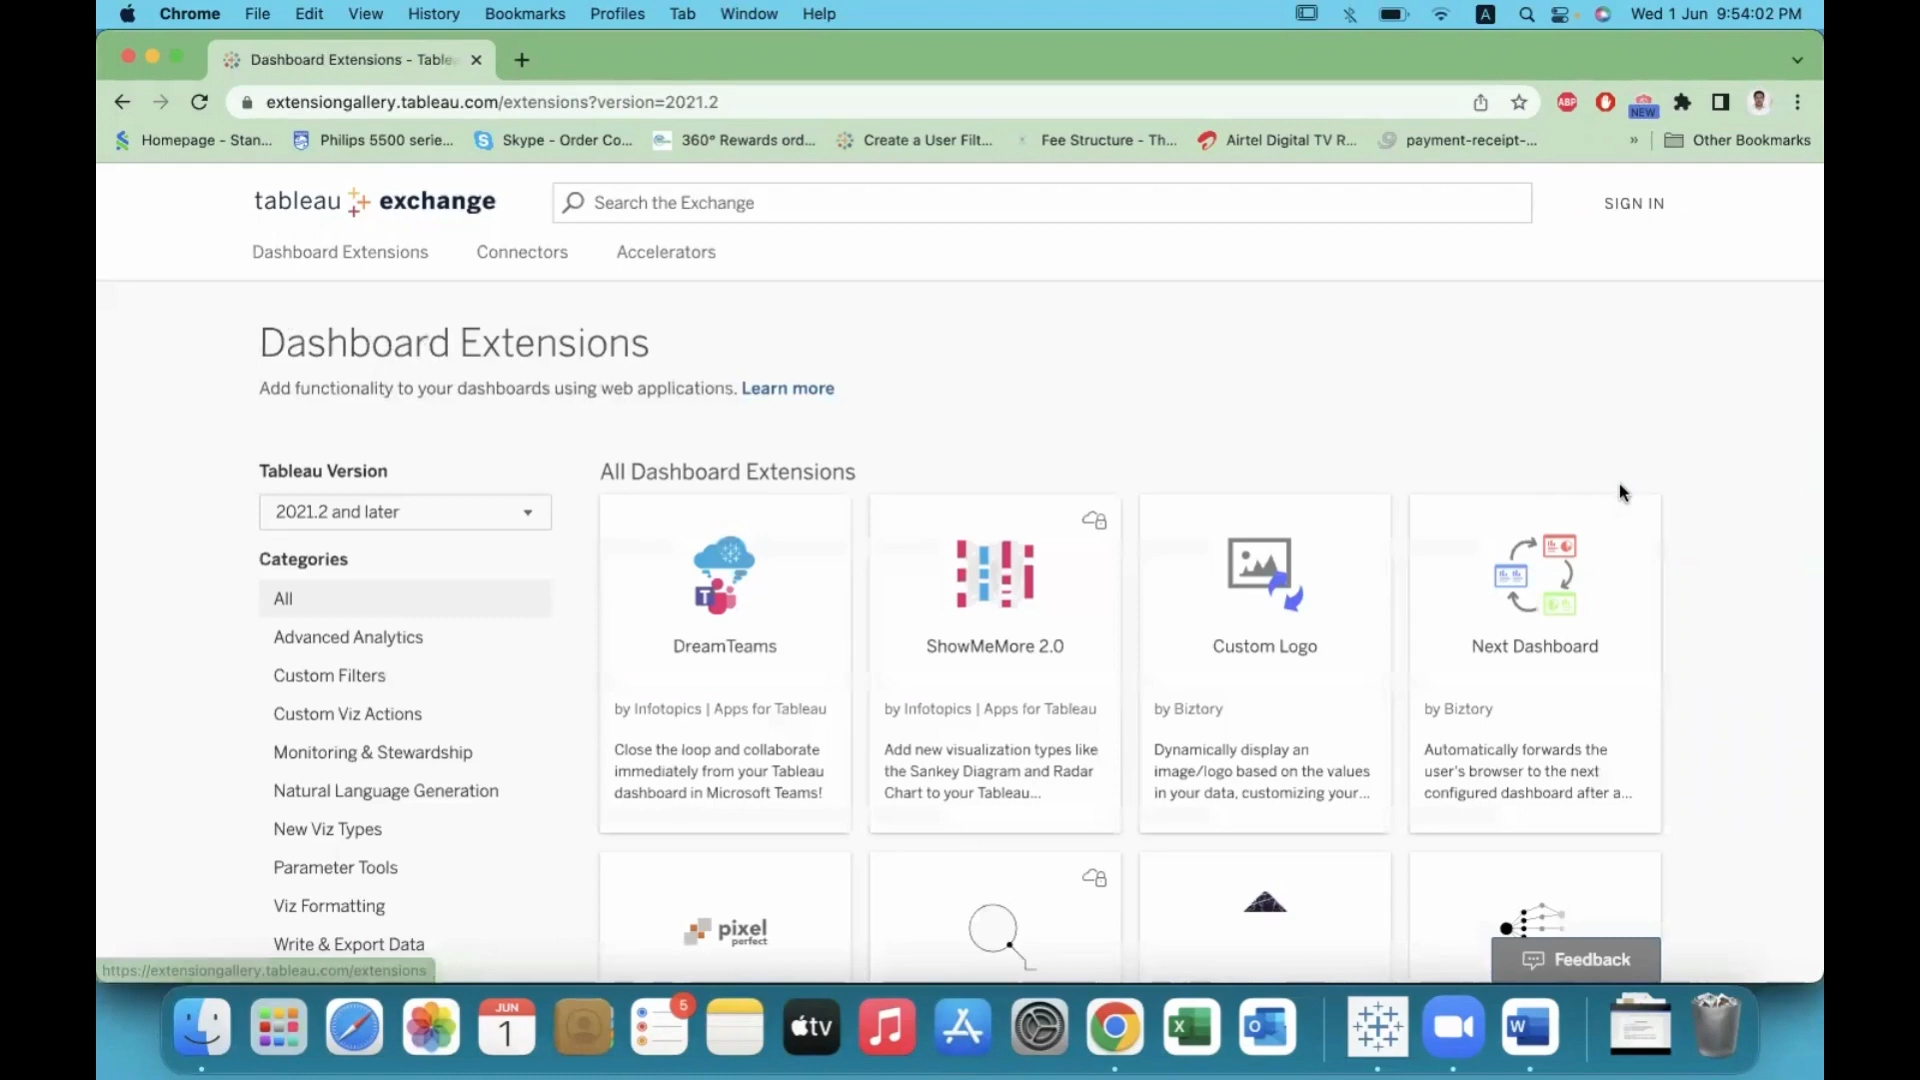 Chrome File Edit View History Bookmarks Profiles Tab Window Help A Wed 1 Jun 9:54:02 PM
Dashboard Extensions - Table
extensiongallery.tableau.com/extensions?version=2021.2 ABP NEW
Homepage - Stan... Philips 5500 serie... Skype - Order Co... 360° Rewards ord... Create a User Filt... Fee Structure - Th... Airtel Digital TV R... payment-receipt-... » Other Bookmarks
tableau exchange Search the Exchange SIGN IN
Dashboard Extensions Connectors Accelerators
Dashboard Extensions
Add functionality to your dashboards using web applications. Learn more
Tableau Version
2021.2 and later
Categories
All
Advanced Analytics
Custom Filters
Custom Viz Actions
Monitoring & Stewardship
Natural Language Generation
New Viz Types
Parameter Tools
Viz Formatting
Write & Export Data
All Dashboard Extensions
T
DreamTeams
by Infotopics | Apps for Tableau
Close the loop and collaborate
immediately from your Tableau
dashboard in Microsoft Teams!
ShowMeMore 2.0
by Infotopics | Apps for Tableau
Add new visualization types like
the Sankey Diagram and Radar
Chart to your Tableau...
Custom Logo
by Biztory
Dynamically display an
image/logo based on the values
in your data, customizing your...
Next Dashboard
by Biztory
Automatically forwards the
user's browser to the next
configured dashboard after a...
pixel
perfect
Feedback
https://extensiongallery.tableau.com/extensions
JUN
1
5
tv
X
O
W